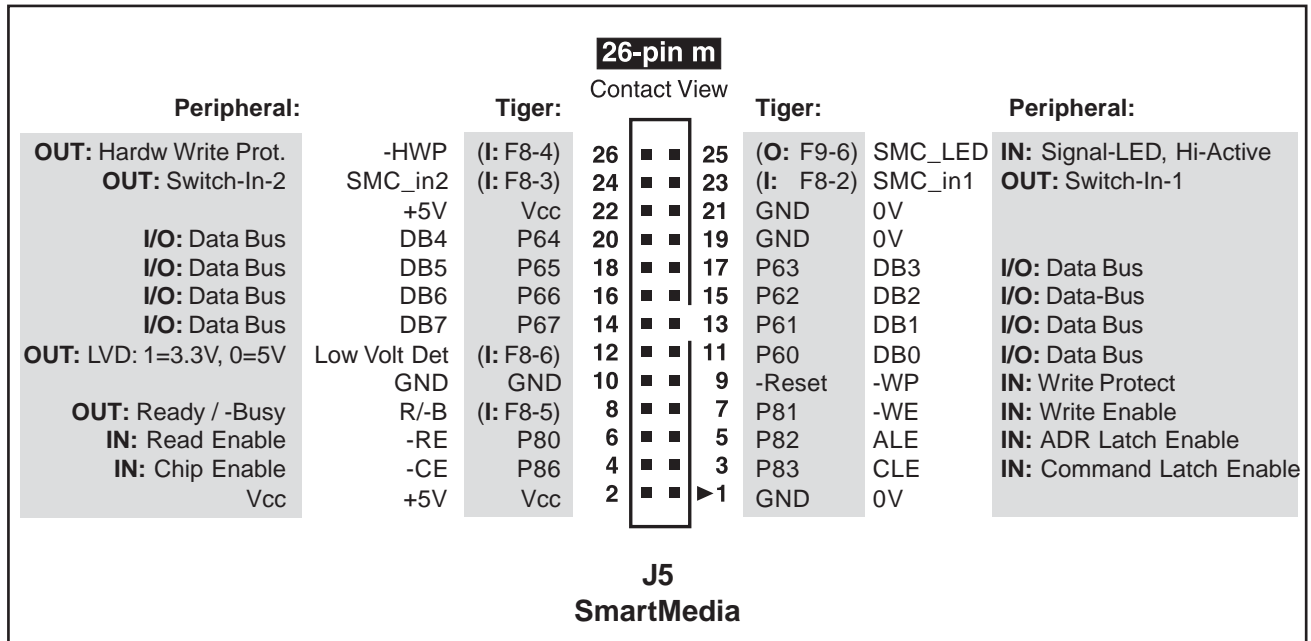 26-pin m
Contact View
Peripheral: Tiger: Tiger: Peripheral:
OUT: Hardw Write Prot. -HWP (I: F8-4) 26 25 (O: F9-6) SMC_LED IN: Signal-LED, Hi-Active
OUT: Switch-In-2 SMC_in2 (I: F8-3) 24 23 (I: F8-2) SMC_in1 OUT: Switch-In-1
+5V Vcc 22 21 GND 0V
I/O: Data Bus DB4 P64 20 19 GND 0V
I/O: Data Bus DB5 P65 18 17 P63 DB3 I/O: Data Bus
I/O: Data Bus DB6 P66 16 15 P62 DB2 I/O: Data-Bus
I/O: Data Bus DB7 P67 14 13 P61 DB1 I/O: Data Bus
OUT: LVD: 1=3.3V, 0=5V Low Volt Det (I: F8-6) 12 11 P60 DB0 I/O: Data Bus
GND GND 10 9 -Reset -WP IN: Write Protect
OUT: Ready / -Busy R/-B (I: F8-5) 8 7 P81 -WE IN: Write Enable
IN: Read Enable -RE P80 6 5 P82 ALE IN: ADR Latch Enable
IN: Chip Enable -CE P86 4 3 P83 CLE IN: Command Latch Enable
Vcc +5V Vcc 2 ►1 GND 0V
J5
SmartMedia